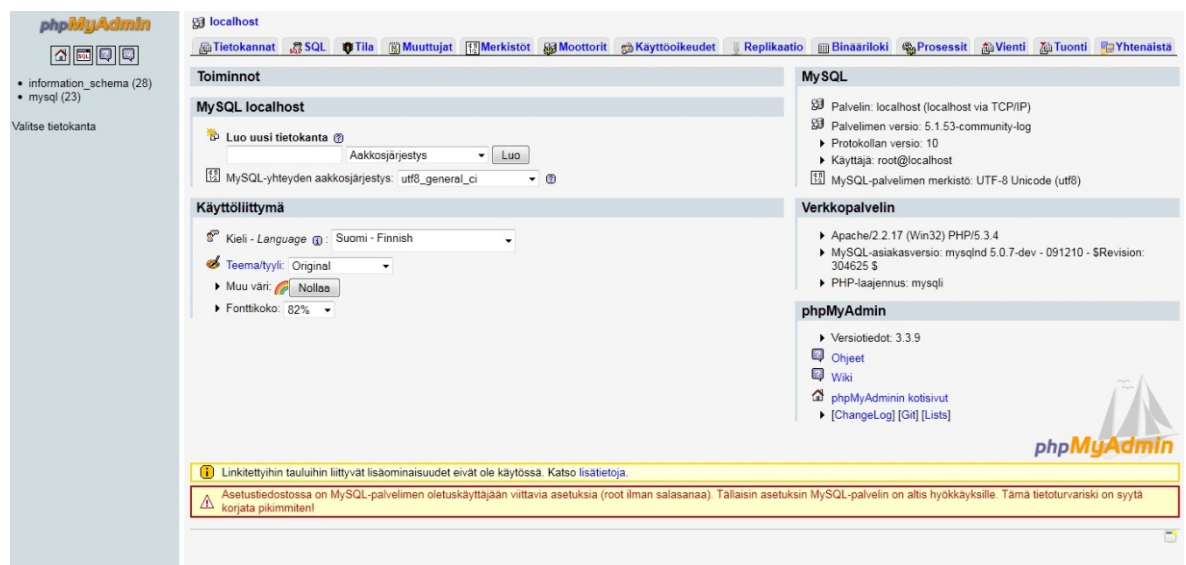 phpMyAdmin
SQL
information_schema (28)
mysql (23)
Valitse tietokanta
localhost
Tietokannat SQL Tila Muuttujat Merkistöt Moottorit Käyttöoikeudet Replikaatio Binääriloki Prosessit Vienti Tuonti Yhtenäistä
Toiminnot
MySQL localhost
Luo uusi tietokanta
Aakkosjärjestys Luo
MySQL-yhteyden aakkosjärjestys: utf8_general_ci
Käyttöliittymä
Kieli - Language : Suomi - Finnish
Teema/tyyli: Original
Muu väri: Nollaa
Fonttikoko: 82%
MySQL
Palvelin: localhost (localhost via TCP/IP)
Palvelimen versio: 5.1.53-community-log
Protokollan versio: 10
Käyttäjä: root@localhost
MySQL-palvelimen merkistö: UTF-8 Unicode (utf8)
Verkkopalvelin
Apache/2.2.17 (Win32) PHP/5.3.4
MySQL-asiakasversio: mysqlnd 5.0.7-dev - 091210 - $Revision:
304625 $
PHP-laajennus: mysqli
phpMyAdmin
Versiotiedot: 3.3.9
Ohjeet
Wiki
phpMyAdminin kotisivut
[ChangeLog] [Git] [Lists]
phpMyAdmin
Linkitettyihin tauluihin liittyvät lisäominaisuudet eivät ole käytössä. Katso lisätietoja.
Asetustiedostossa on MySQL-palvelimen oletuskäyttäjään viittavia asetuksia (root ilman salasanaa). Tällaisin asetuksin MySQL-palvelin on altis hyökkäyksille. Tämä tietoturvariski on syytä
korjata pikimmiten!